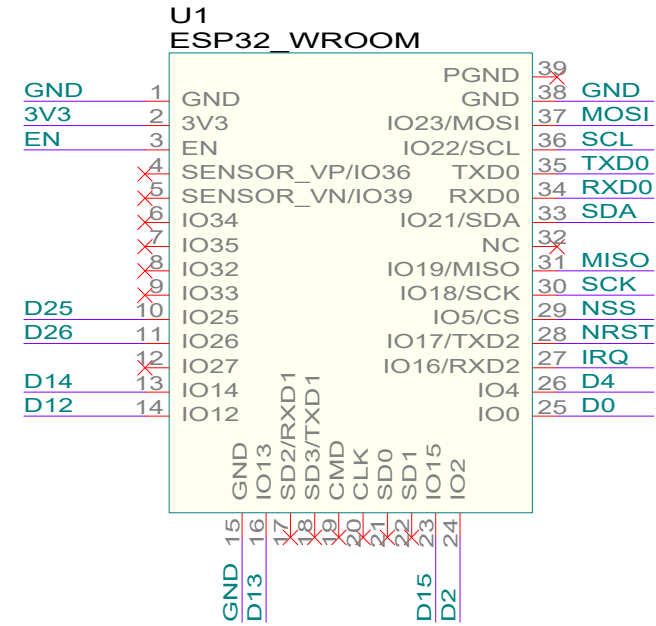 U1
ESP32_WROOM
PGND 39
GND 1 GND GND 38 GND
3V3 2 3V3 IO23/MOSI 37 MOSI
EN 3 EN IO22/SCL 36 SCL
4 SENSOR_VP/IO36 TXD0 35 TXD0
5 SENSOR_VN/IO39 RXD0 34 RXD0
6 IO34 IO21/SDA 33 SDA
7 IO35 NC 32
8 IO32 IO19/MISO 31 MISO
9 IO33 IO18/SCK 30 SCK
D25 10 IO25 IO5/CS 29 NSS
D26 11 IO26 IO17/TXD2 28 NRST
12 IO27 IO16/RXD2 27 IRQ
D14 13 IO14 IO4 26 D4
D12 14 IO12 IO0 25 D0
GND 15 GND
IO13 16 D13
SD2/RXD1 17
SD3/TXD1 18
CMD 19
CLK 20
SD0 21
SD1 22
IO15 23 D15
IO2 24 D2